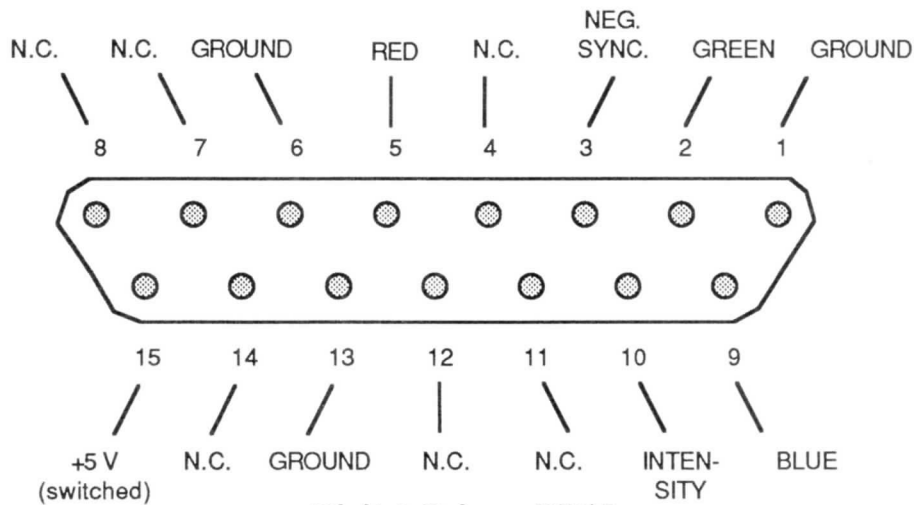 NEG.
N.C. N.C. GROUND RED N.C. SYNC. GREEN GROUND
8 7 6 5 4 3 2 1
15 14 13 12 11 10 9
+5 V N.C. GROUND N.C. N.C. INTEN- BLUE
(switched) SITY